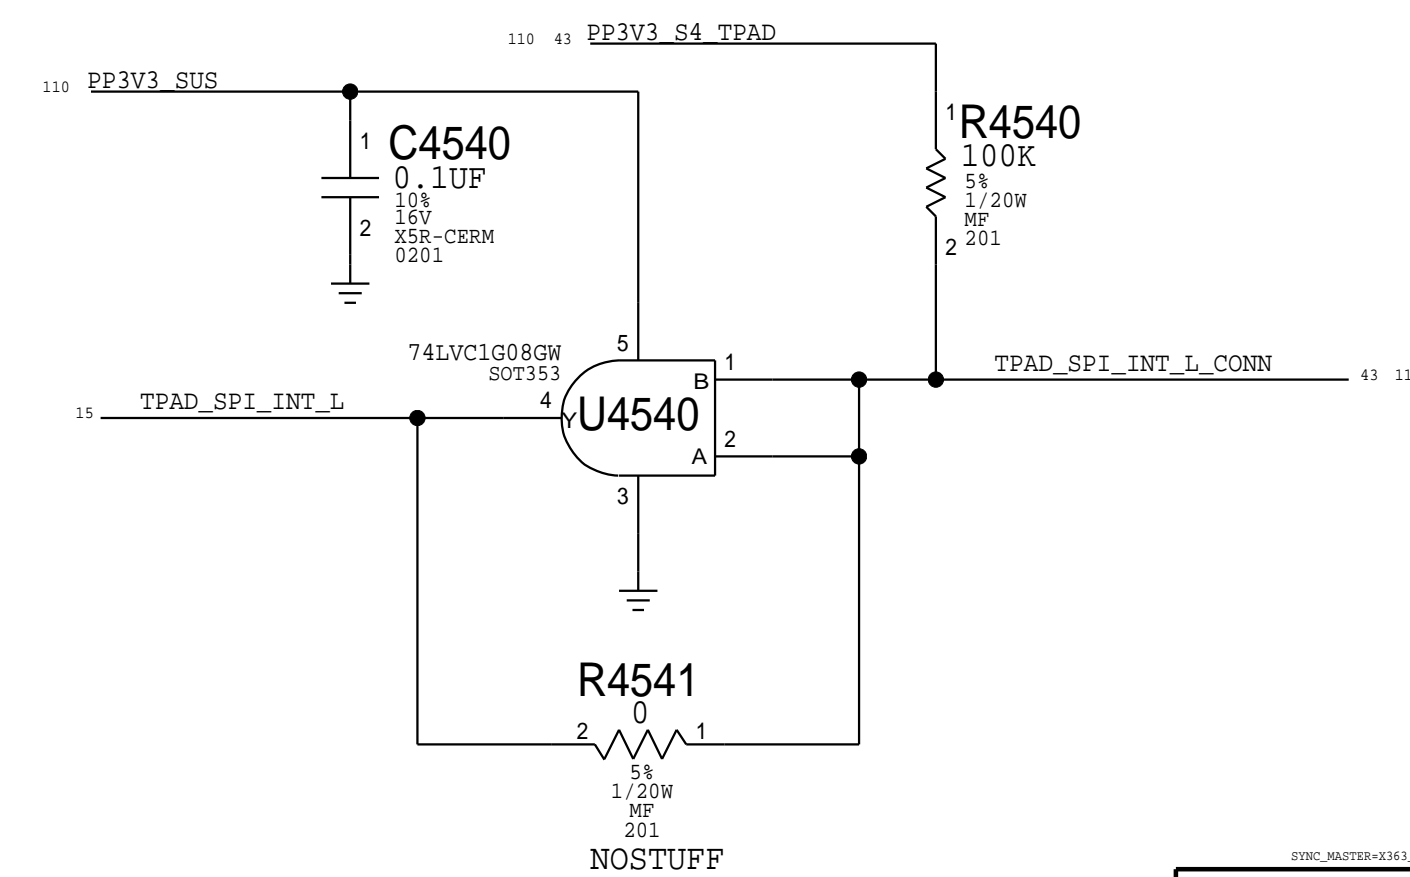 110 43 PP3V3_S4_TPAD
110 PP3V3_SUS
1 C4540
0.1UF
10%
16V
2 X5R-CERM
0201
1 R4540
100K
5%
1/20W
MF
2 201
74LVC1G08GW
SOT353
5
B 1
TPAD_SPI_INT_L_CONN 43 11
15 TPAD_SPI_INT_L 4 Y U4540
A 2
3
R4541
0
2 1
5%
1/20W
MF
201
NOSTUFF
SYNC_MASTER=X363_